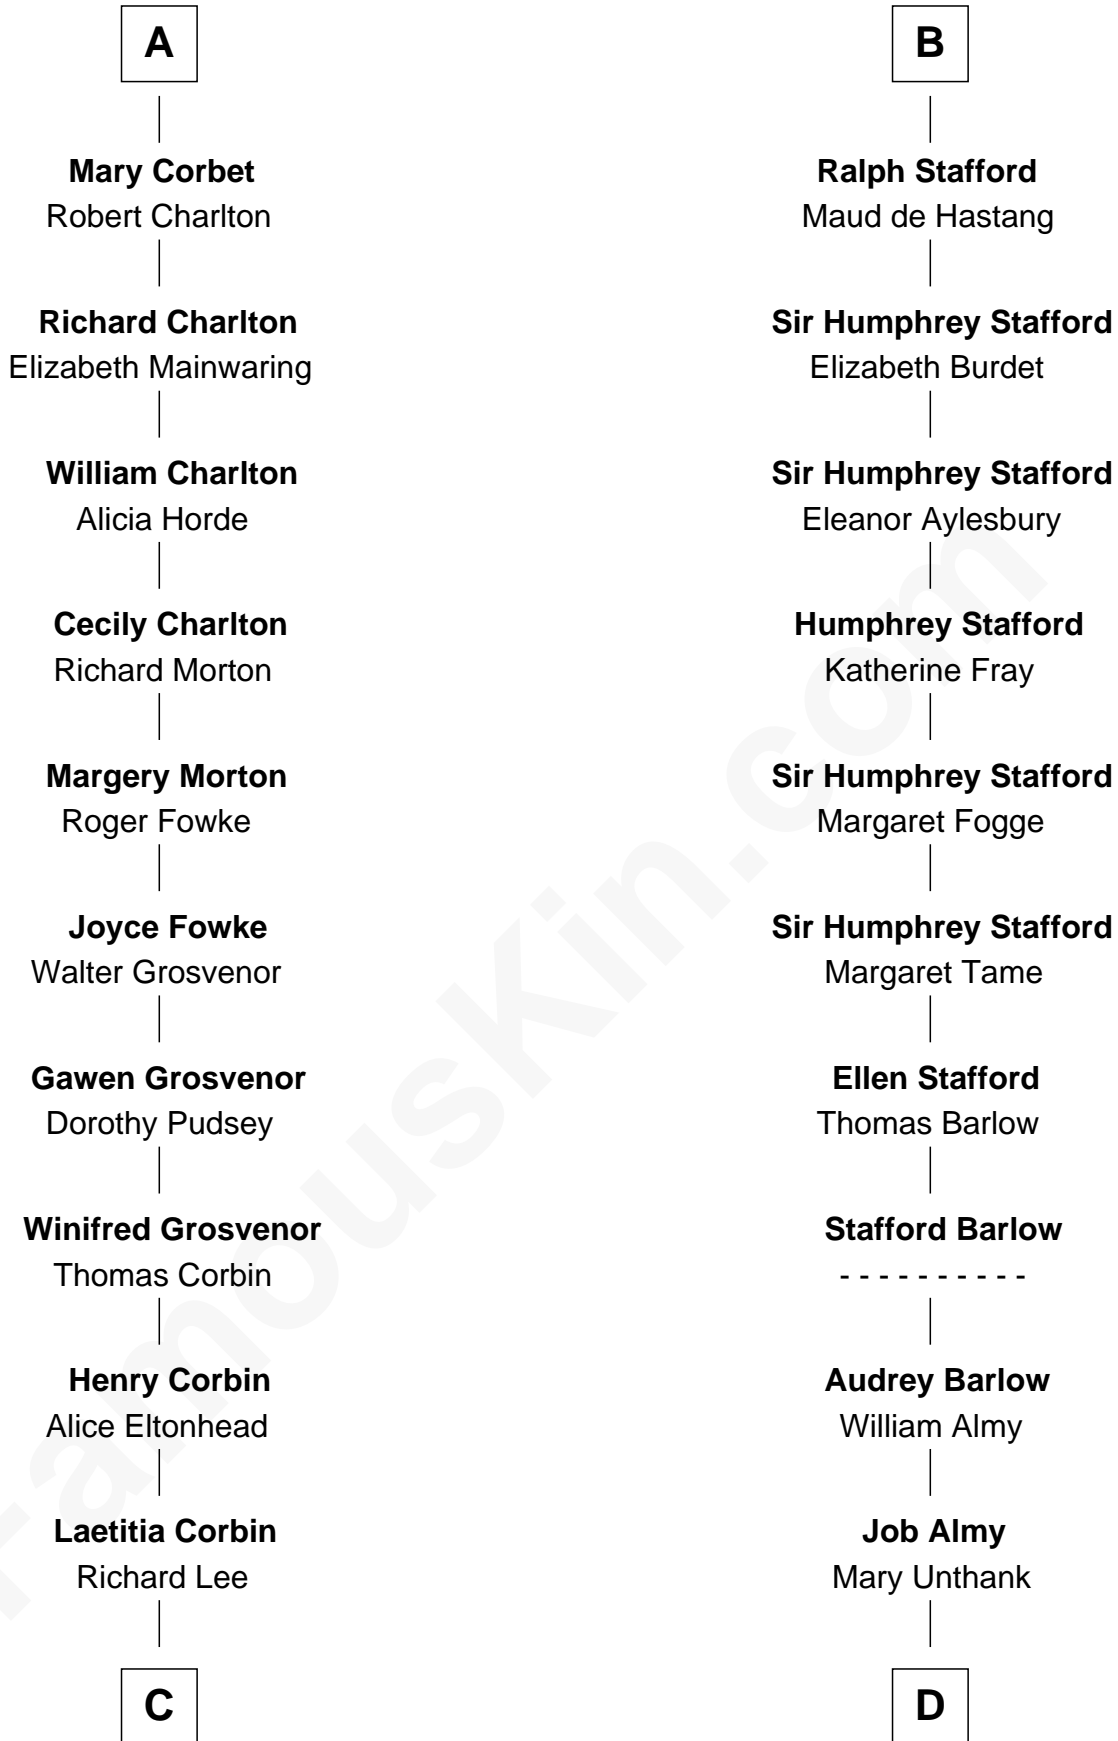 A
Mary Corbet
Robert Charlton
Richard Charlton
Elizabeth Mainwaring
William Charlton
Alicia Horde
Cecily Charlton
Richard Morton
Margery Morton
Roger Fowke
Joyce Fowke
Walter Grosvenor
Gawen Grosvenor
Dorothy Pudsey
Winifred Grosvenor
Thomas Corbin
Henry Corbin
Alice Eltonhead
Laetitia Corbin
Richard Lee
C
B
Ralph Stafford
Maud de Hastang
Sir Humphrey Stafford
Elizabeth Burdet
Sir Humphrey Stafford
Eleanor Aylesbury
Humphrey Stafford
Katherine Fray
Sir Humphrey Stafford
Margaret Fogge
Sir Humphrey Stafford
Margaret Tame
Ellen Stafford
Thomas Barlow
Stafford Barlow
- - - - - - - - - -
Audrey Barlow
William Almy
Job Almy
Mary Unthank
D
FamousKin.com